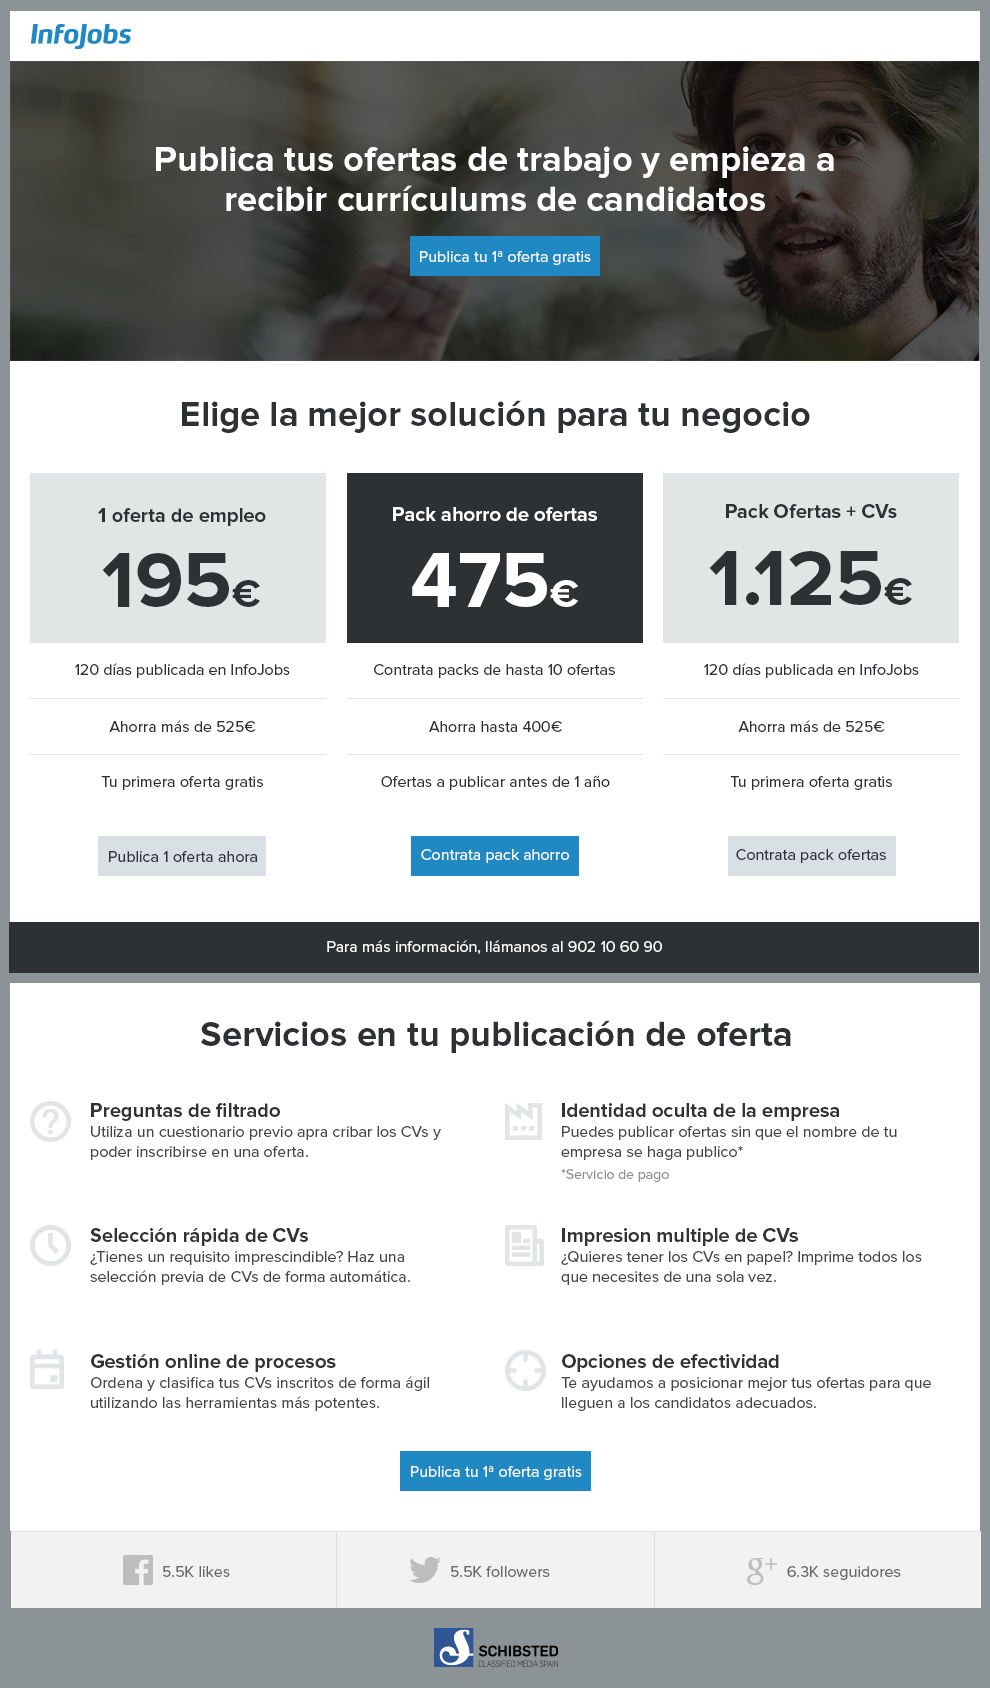 InfoJobs
Publica tus ofertas de trabajo y empieza a
recibir currículums de candidatos
Publica tu 1ª oferta gratis
Elige la mejor solución para tu negocio
1 oferta de empleo
195€
120 días publicada en InfoJobs
Ahorra más de 525€
Tu primera oferta gratis
Publica 1 oferta ahora
Pack ahorro de ofertas
475€
Contrata packs de hasta 10 ofertas
Ahorra hasta 400€
Ofertas a publicar antes de 1 año
Contrata pack ahorro
Pack Ofertas + CVs
1.125€
120 días publicada en InfoJobs
Ahorra más de 525€
Tu primera oferta gratis
Contrata pack ofertas
Para más información, llámanos al 902 10 60 90
Servicios en tu publicación de oferta
Preguntas de filtrado
Utiliza un cuestionario previo apra cribar los CVs y
poder inscribirse en una oferta.
Identidad oculta de la empresa
Puedes publicar ofertas sin que el nombre de tu
empresa se haga publico*
*Servicio de pago
Selección rápida de CVs
¿Tienes un requisito imprescindible? Haz una
selección previa de CVs de forma automática.
Impresion multiple de CVs
¿Quieres tener los CVs en papel? Imprime todos los
que necesites de una sola vez.
Gestión online de procesos
Ordena y clasifica tus CVs inscritos de forma ágil
utilizando las herramientas más potentes.
Opciones de efectividad
Te ayudamos a posicionar mejor tus ofertas para que
lleguen a los candidatos adecuados.
Publica tu 1ª oferta gratis
5.5K likes
5.5K followers
g+ 6.3K seguidores
SCHIBSTED
CLASSIFIED MEDIA SPAIN